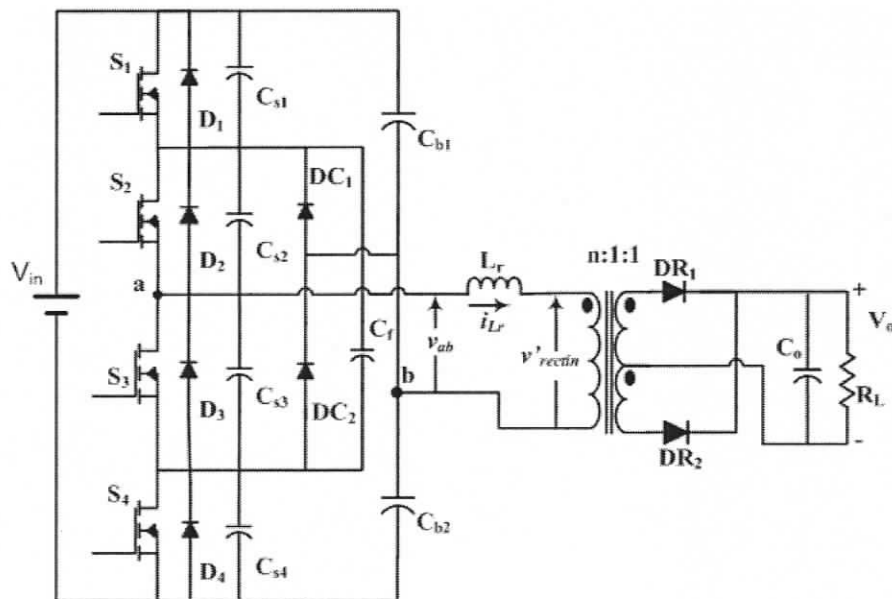 S1
D1
Cs1
Cb1
S2
D2
Cs2
DC1
Vin
a
Lr
iLr
n:1:1
DR1
+
Vo
vab
v'rectin
Cf
Co
RL
b
S3
D3
Cs3
DC2
DR2
-
S4
D4
Cs4
Cb2